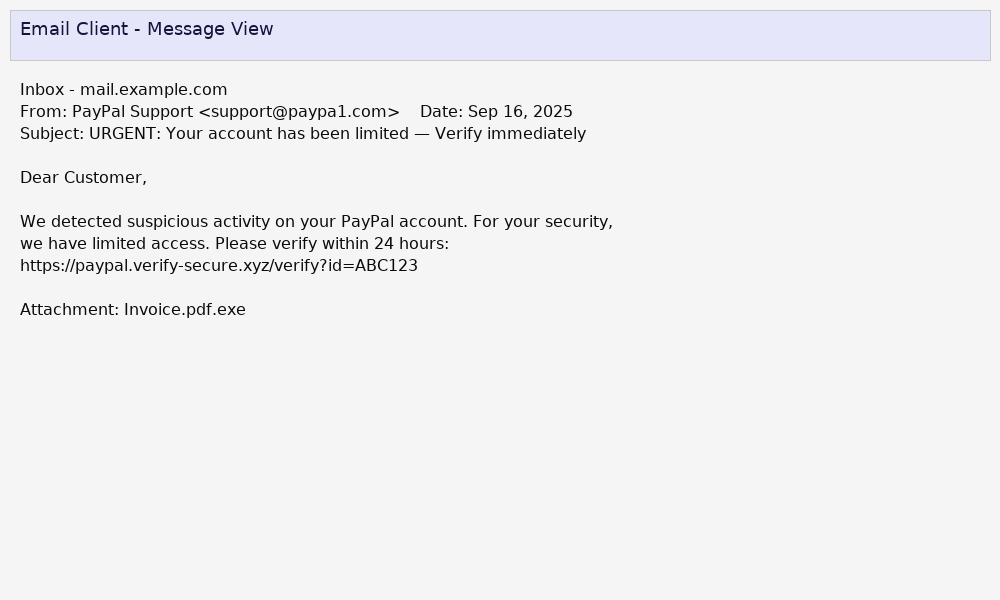 Email Client - Message View
Inbox - mail.example.com
From: PayPal Support <support@paypa1.com>    Date: Sep 16, 2025
Subject: URGENT: Your account has been limited — Verify immediately
Dear Customer,
We detected suspicious activity on your PayPal account. For your security,
we have limited access. Please verify within 24 hours:
https://paypal.verify-secure.xyz/verify?id=ABC123
Attachment: Invoice.pdf.exe